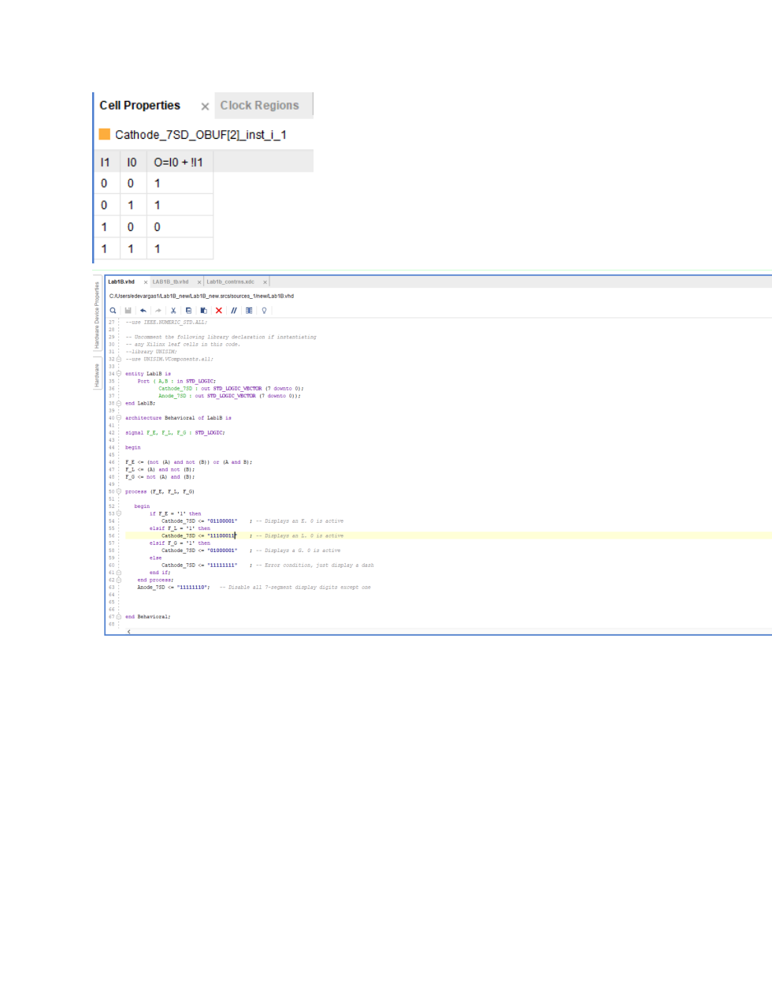 Cell Properties × Clock Regions
Cathode_7SD_OBUF[2]_inst_i_1
I1 I0 O=I0 + !I1
0 0 1
0 1 1
1 0 0
1 1 1
Hardware Device Properties
Hardware
Lab1B.vhd × LAB1B_tb.vhd × Lab1b_contrns.xdc ×
C:/Users/edevargas1/Lab1B_new/Lab1B_new.srcs/sources_1/new/Lab1B.vhd
27 --use IEEE.NUMERIC_STD.ALL;
28
29 -- Uncomment the following library declaration if instantiating
30 -- any Xilinx leaf cells in this code.
31 --library UNISIM;
32 --use UNISIM.VComponents.all;
33
34 entity Lab1B is
35 Port ( A,B : in STD_LOGIC;
36 Cathode_7SD : out STD_LOGIC_VECTOR (7 downto 0);
37 Anode_7SD : out STD_LOGIC_VECTOR (7 downto 0));
38 end Lab1B;
39
40 architecture Behavioral of Lab1B is
41
42 signal F_E, F_L, F_G : STD_LOGIC;
43
44 begin
45
46 F_E <= (not (A) and not (B)) or (A and B);
47 F_L <= (A) and not (B);
48 F_G <= not (A) and (B);
49
50 process (F_E, F_L, F_G)
51
52 begin
53 if F_E = '1' then
54 Cathode_7SD <= "01100001" ; -- Displays an E. 0 is active
55 elsif F_L = '1' then
56 Cathode_7SD <= "11100011" ; -- Displays an L. 0 is active
57 elsif F_G = '1' then
58 Cathode_7SD <= "01000001" ; -- Displays a G. 0 is active
59 else
60 Cathode_7SD <= "11111111" ; -- Error condition, just display a dash
61 end if;
62 end process;
63 Anode_7SD <= "11111110"; -- Disable all 7-segment display digits except one
64
65
66
67 end Behavioral;
68